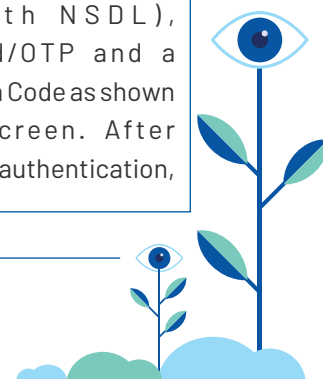 th NSDL),
d/OTP and a
n Code as shown
creen. After
authentication,